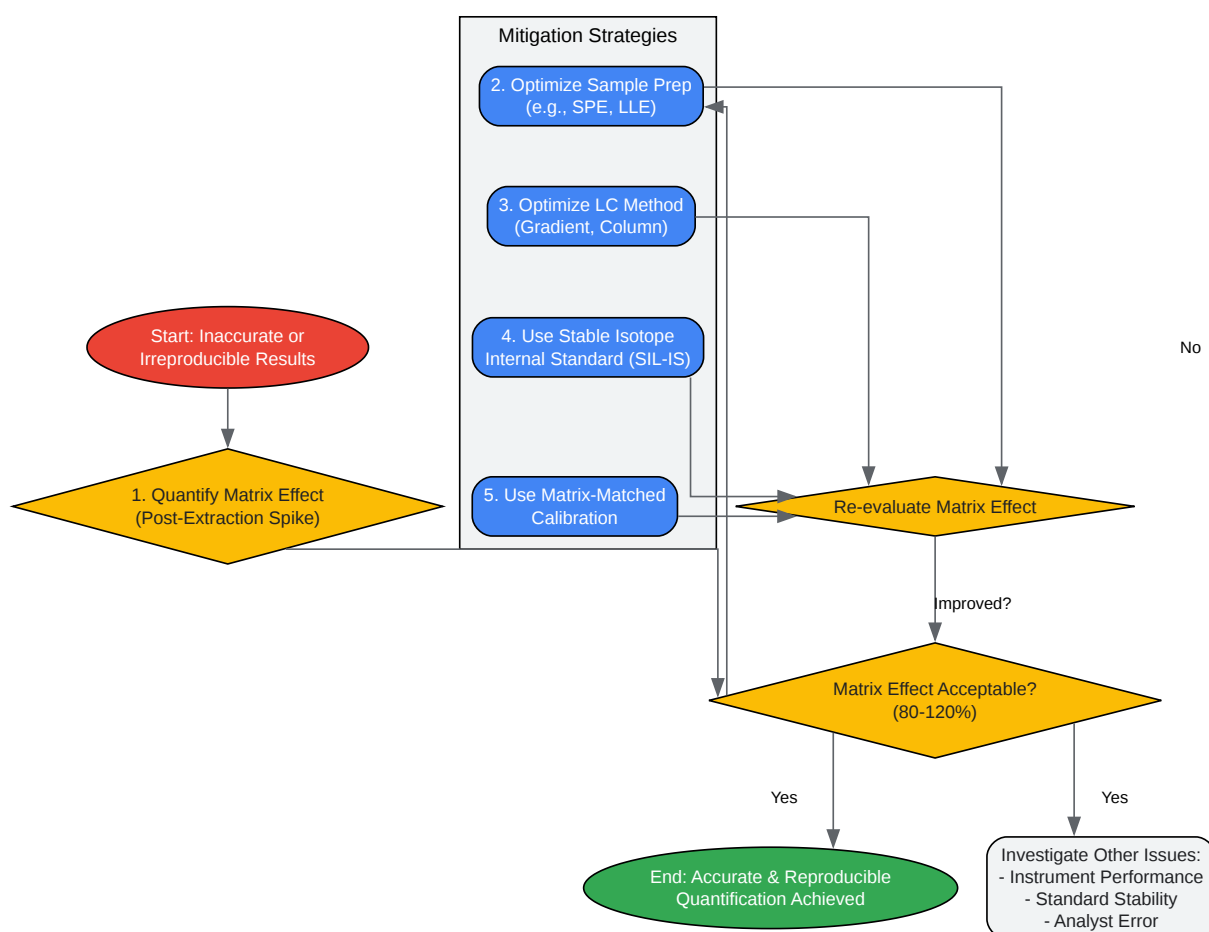 Mitigation Strategies
2. Optimize Sample Prep
(e.g., SPE, LLE)
3. Optimize LC Method
(Gradient, Column)
Start: Inaccurate or
Irreproducible Results
4. Use Stable Isotope
Internal Standard (SIL-IS)
No
1. Quantify Matrix Effect
(Post-Extraction Spike)
5. Use Matrix-Matched
Calibration
Re-evaluate Matrix Effect
Improved?
Matrix Effect Acceptable?
(80-120%)
Yes
Yes
End: Accurate & Reproducible
Quantification Achieved
Investigate Other Issues:
- Instrument Performance
- Standard Stability
- Analyst Error